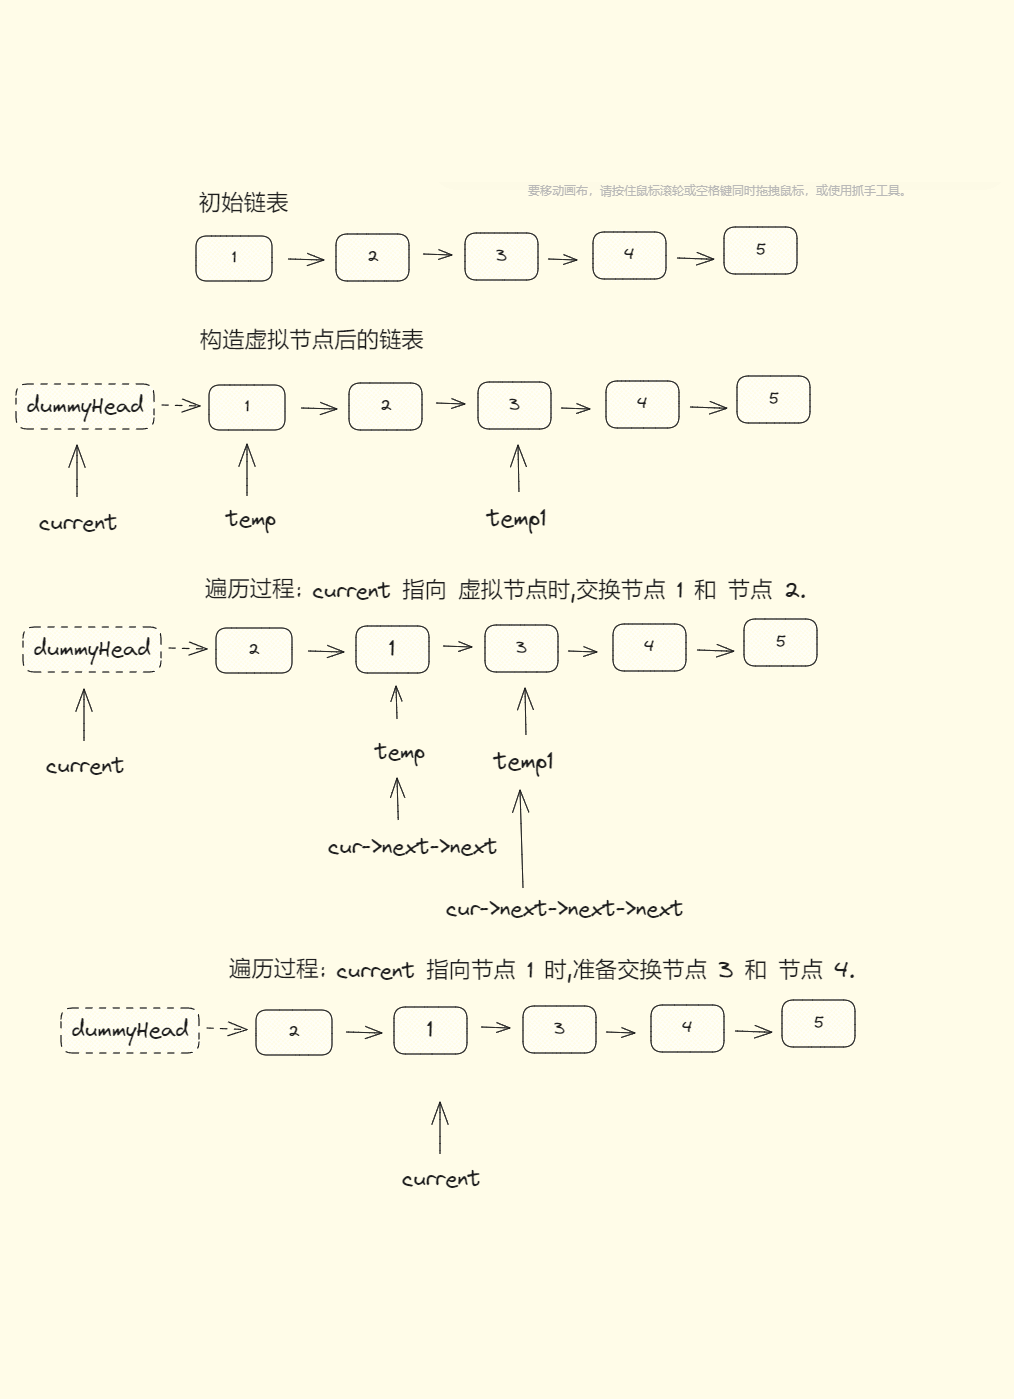 要移动画布，请按住鼠标滚轮或空格键同时拖拽鼠标，或使用抓手工具。
初始链表
1 2 3 4 5
构造虚拟节点后的链表
dummyHead 1 2 3 4 5
current temp temp1
遍历过程: current 指向 虚拟节点时,交换节点 1 和 节点 2.
dummyHead 2 1 3 4 5
current temp temp1
cur->next->next
cur->next->next->next
遍历过程: current 指向节点 1 时,准备交换节点 3 和 节点 4.
dummyHead 2 1 3 4 5
current